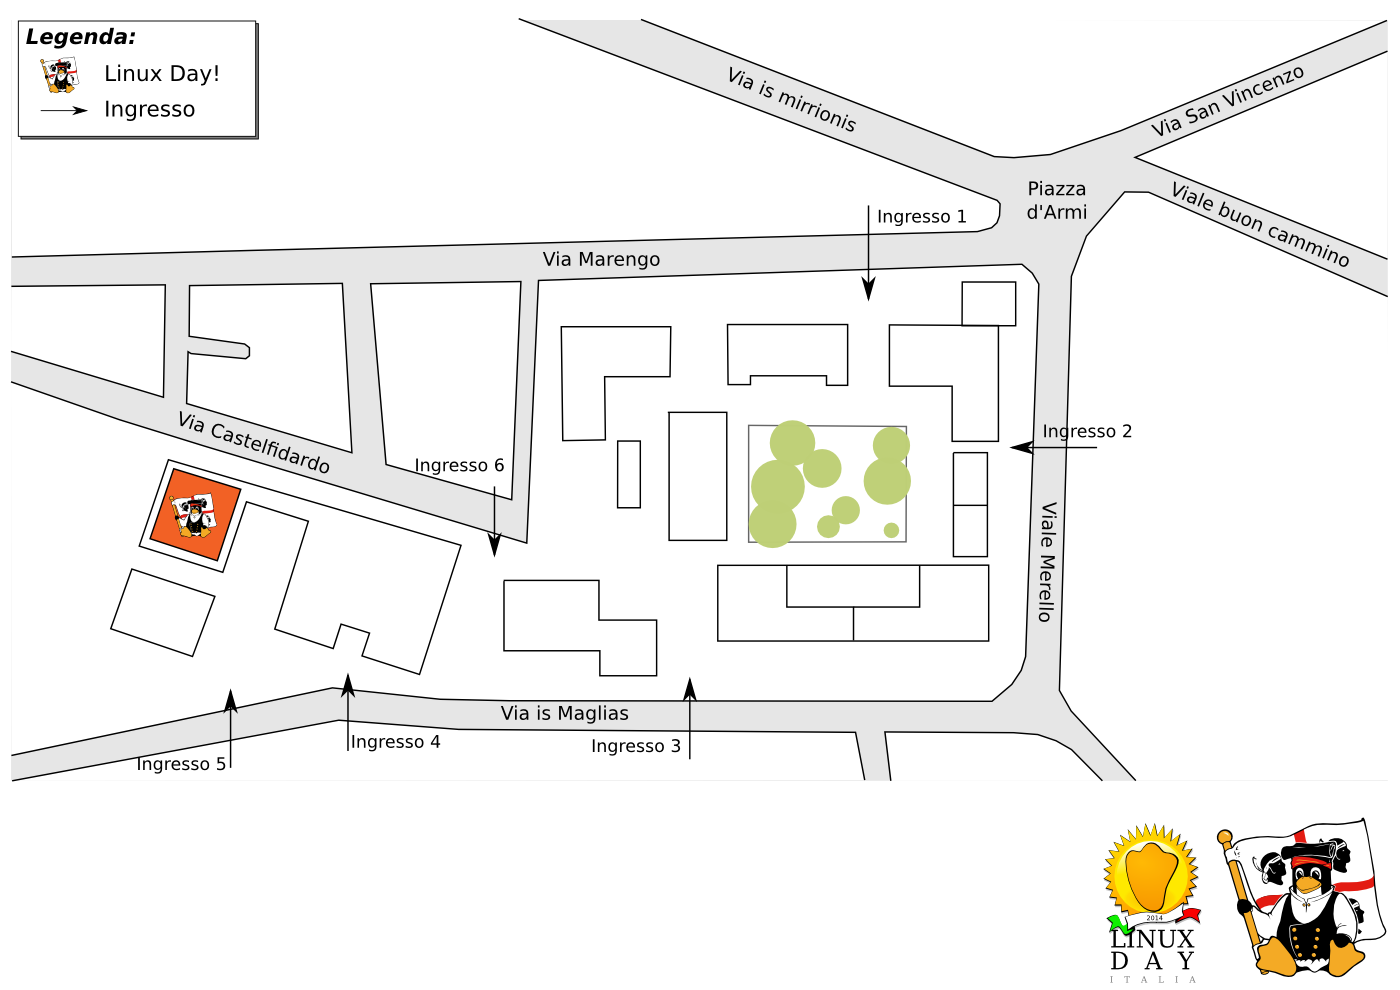 Legenda:
Linux Day!
Ingresso
Via is mirrionis
Via San Vincenzo
Piazza
d'Armi
Viale buon cammino
Ingresso 1
Via Marengo
Via Castelfidardo
Ingresso 6
Ingresso 2
Viale Merello
Via is Maglias
Ingresso 4
Ingresso 3
Ingresso 5
2014
LINUX
DAY
ITALIA